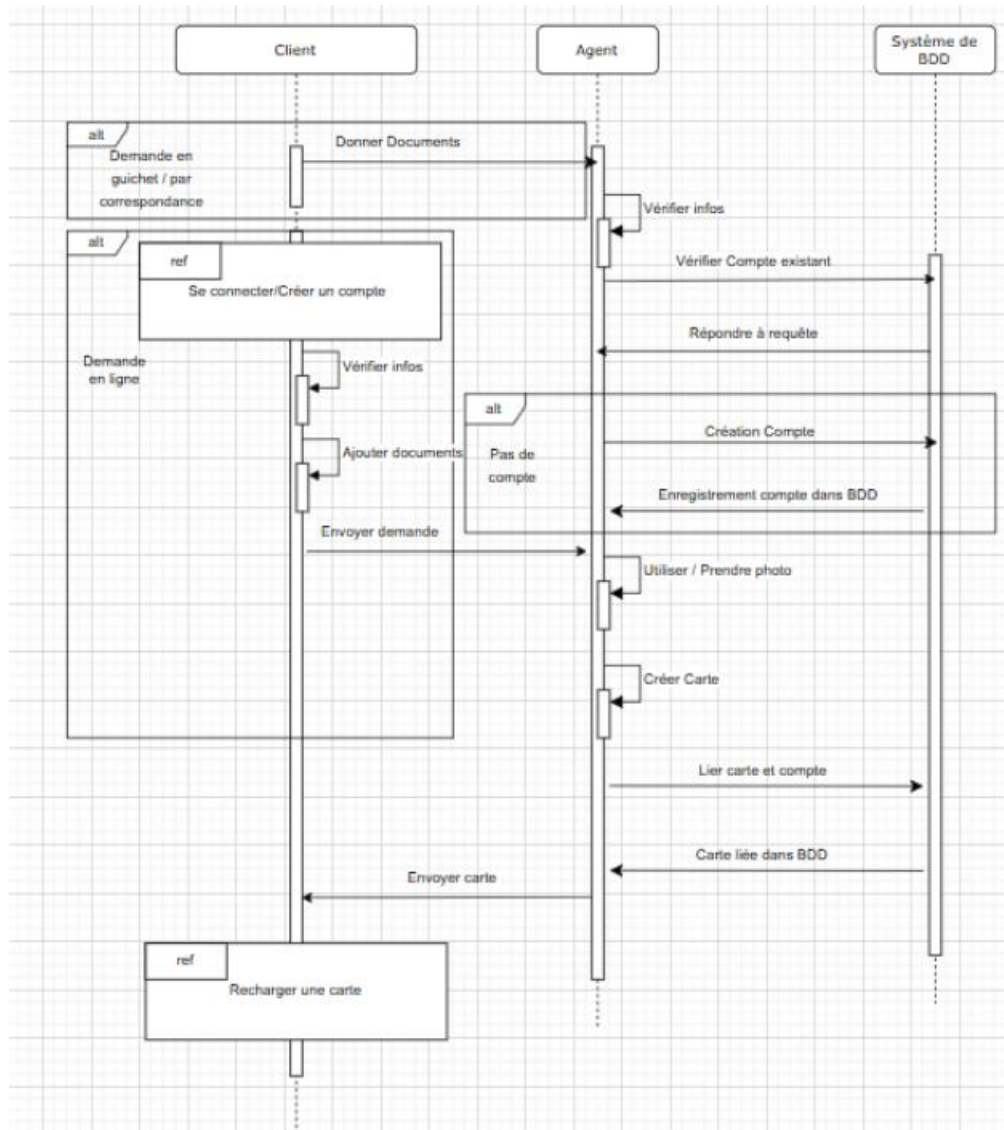 Client
Agent
Système de
BDD
alt
Donner Documents
Demande en
guichet / par
correspondance
Vérifier infos
alt
ref
Vérifier Compte existant
Se connecter/Créer un compte
Répondre à requête
Demande
en ligne
Vérifier infos
alt
Création Compte
Ajouter documents
Pas de
compte
Enregistrement compte dans BDD
Envoyer demande
Utiliser / Prendre photo
Créer Carte
Lier carte et compte
Carte liée dans BDD
Envoyer carte
ref
Recharger une carte